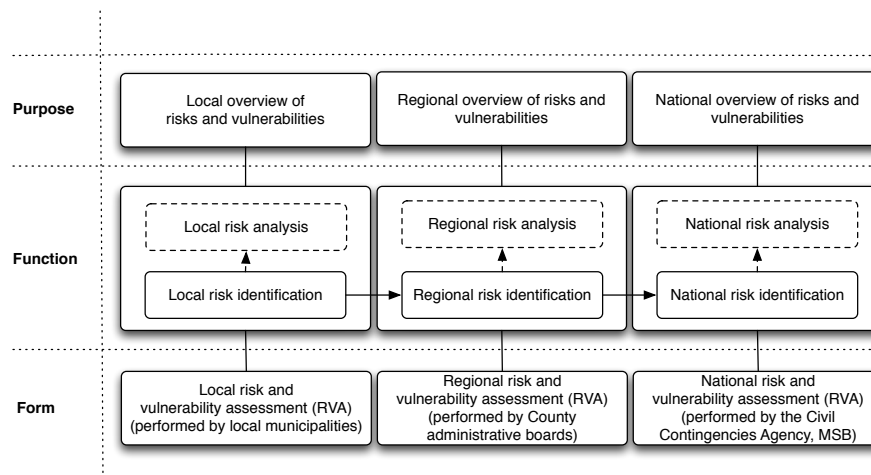 Purpose
Local overview of
risks and vulnerabilities
Regional overview of risks and
vulnerabilities
National overview of risks and
vulnerabilities
Function
Local risk analysis
Regional risk analysis
National risk analysis
Local risk identification
Regional risk identification
National risk identification
Form
Local risk and
vulnerability assessment (RVA)
(performed by local municipalities)
Regional risk and
vulnerability assessment (RVA)
(performed by County
administrative boards)
National risk and
vulnerability assessment (RVA)
(performed by the Civil
Contingencies Agency, MSB)